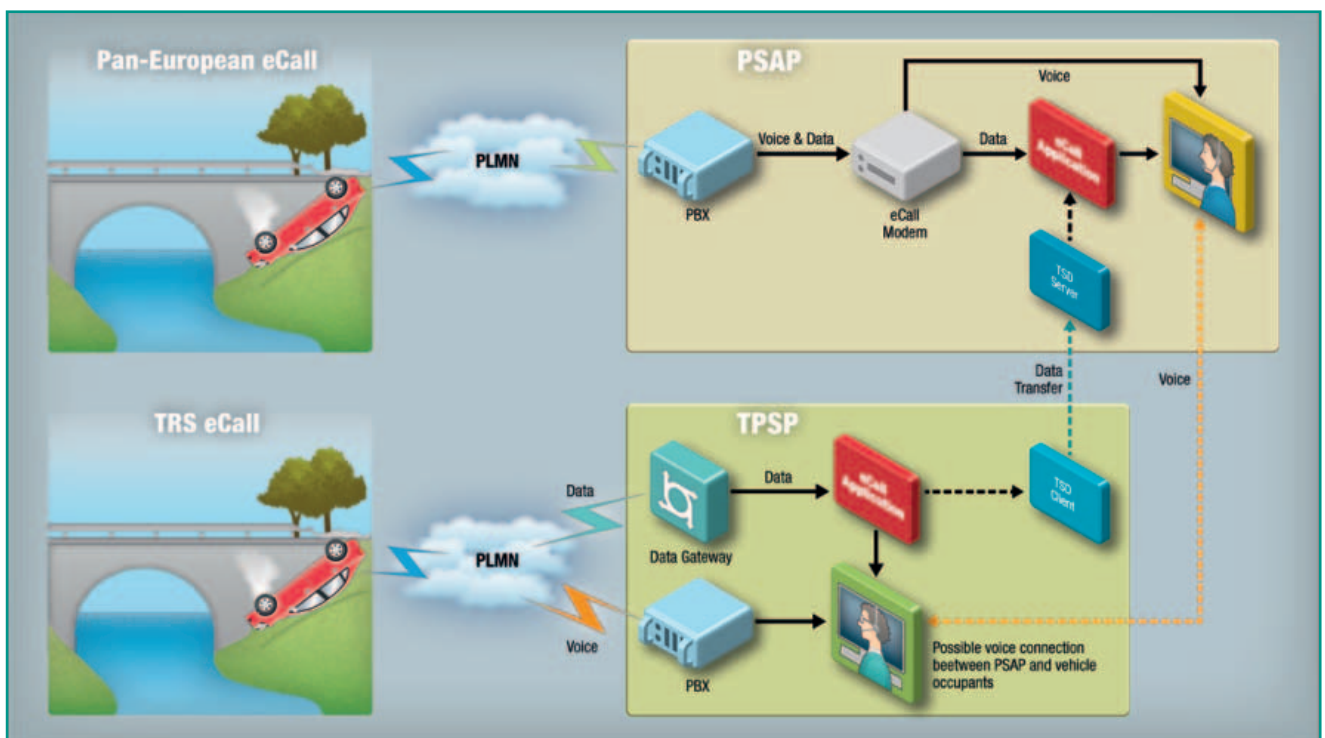 Pan-European eCall
PSAP
Voice
PLMN
Voice & Data
Data
eCall
Application
PBX
eCall
Modem
TSD
Server
Data
Transfer
Voice
TRS eCall
TPSP
Data
Data
eCall
Application
TSD
Client
PLMN
Data Gateway
Voice
PBX
Possible voice connection
beetween PSAP and vehicle
occupants